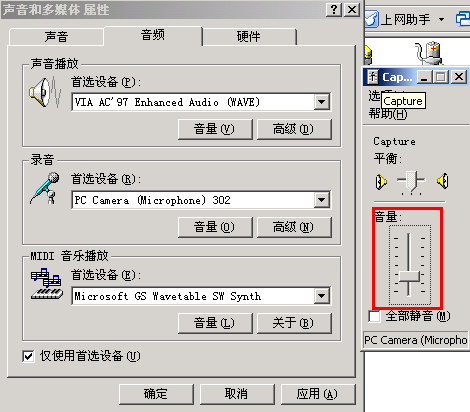 声音和多媒体 属性
声音
音频
硬件
声音播放
首选设备(F):
VIA AC'97 Enhanced Audio (WAVE)
音量(V)
高级(D)
录音
首选设备(R):
PC Camera (Microphone) 302
音量(O)
高级(N)
MIDI 音乐播放
首选设备(E):
Microsoft GS Wavetable SW Synth
音量(L)
关于(B)
仅使用首选设备(U)
确定
取消
应用(A)
上网助手
Cap...
Capture
帮助(H)
Capture
平衡:
音量:
全部静音(M)
PC Camera (Micropho